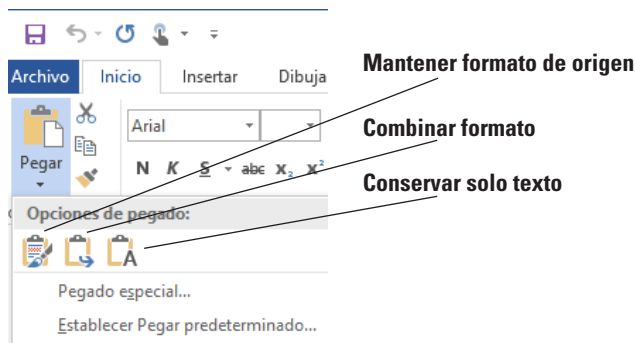 Archivo Inicio Insertar Dibuja
Mantener formato de origen
Arial
Combinar formato
Pegar
N K S abc X₂ X²
Conservar solo texto
Opciones de pegado:
A
Pegado especial...
Establecer Pegar predeterminado...